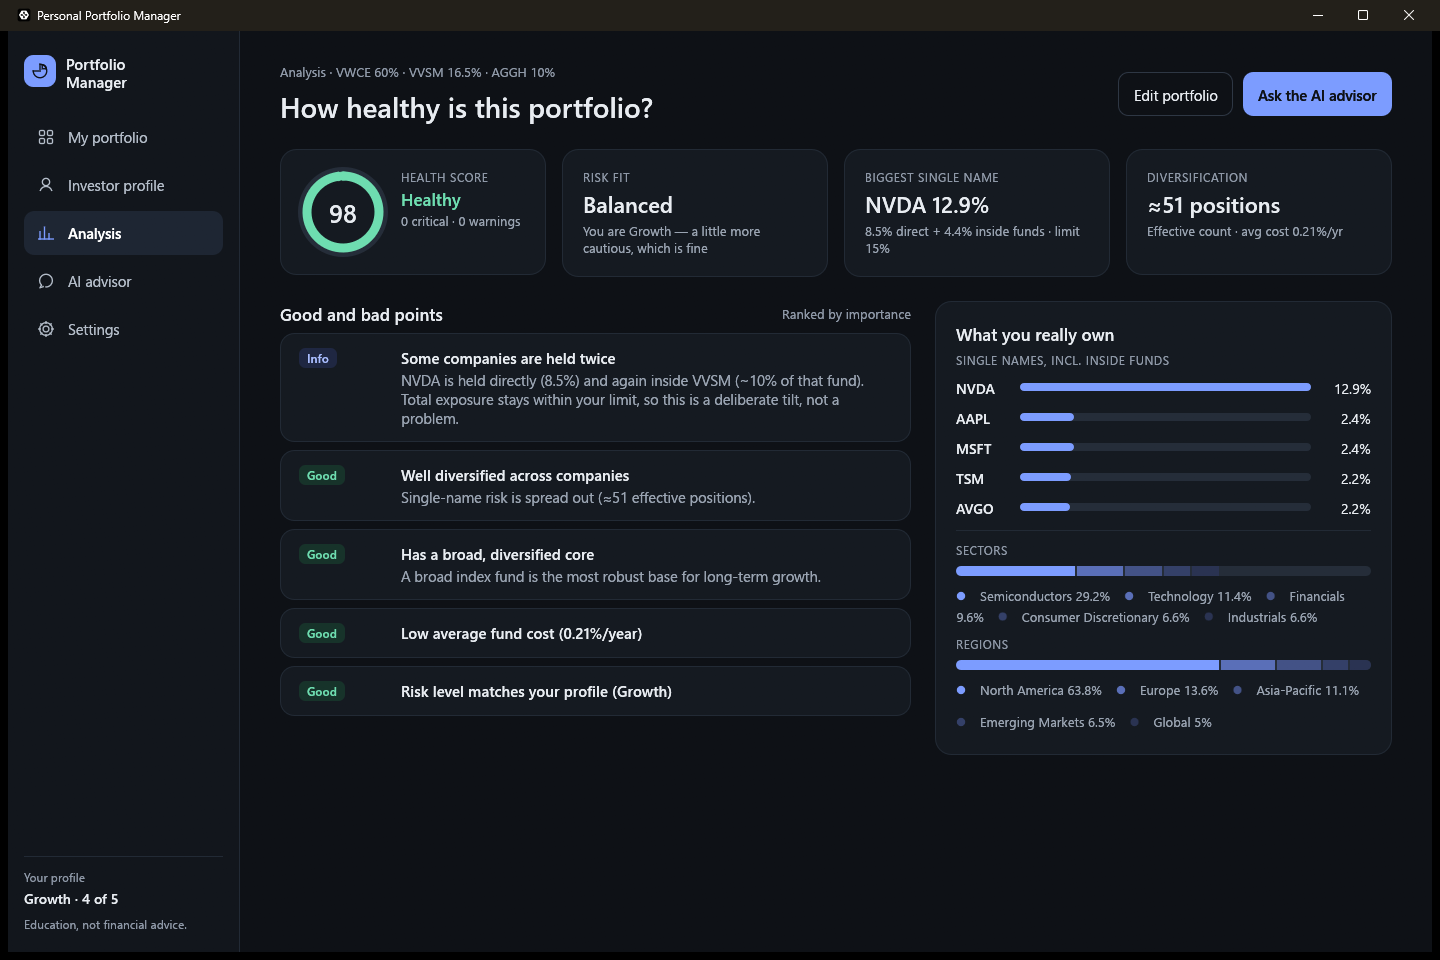 Personal Portfolio Manager
Portfolio
Manager
My portfolio
Investor profile
Analysis
AI advisor
Settings
Your profile
Growth · 4 of 5
Education, not financial advice.
Analysis · VWCE 60% · VVSM 16.5% · AGGH 10%
How healthy is this portfolio?
Edit portfolio
Ask the AI advisor
98
HEALTH SCORE
Healthy
0 critical · 0 warnings
RISK FIT
Balanced
You are Growth — a little more
cautious, which is fine
BIGGEST SINGLE NAME
NVDA 12.9%
8.5% direct + 4.4% inside funds · limit
15%
DIVERSIFICATION
≈51 positions
Effective count · avg cost 0.21%/yr
Good and bad points
Ranked by importance
Info
Some companies are held twice
NVDA is held directly (8.5%) and again inside VVSM (~10% of that fund).
Total exposure stays within your limit, so this is a deliberate tilt, not a
problem.
Good
Well diversified across companies
Single-name risk is spread out (≈51 effective positions).
Good
Has a broad, diversified core
A broad index fund is the most robust base for long-term growth.
Good
Low average fund cost (0.21%/year)
Good
Risk level matches your profile (Growth)
What you really own
SINGLE NAMES, INCL. INSIDE FUNDS
NVDA 12.9%
AAPL 2.4%
MSFT 2.4%
TSM 2.2%
AVGO 2.2%
SECTORS
Semiconductors 29.2% Technology 11.4% Financials
9.6% Consumer Discretionary 6.6% Industrials 6.6%
REGIONS
North America 63.8% Europe 13.6% Asia-Pacific 11.1%
Emerging Markets 6.5% Global 5%